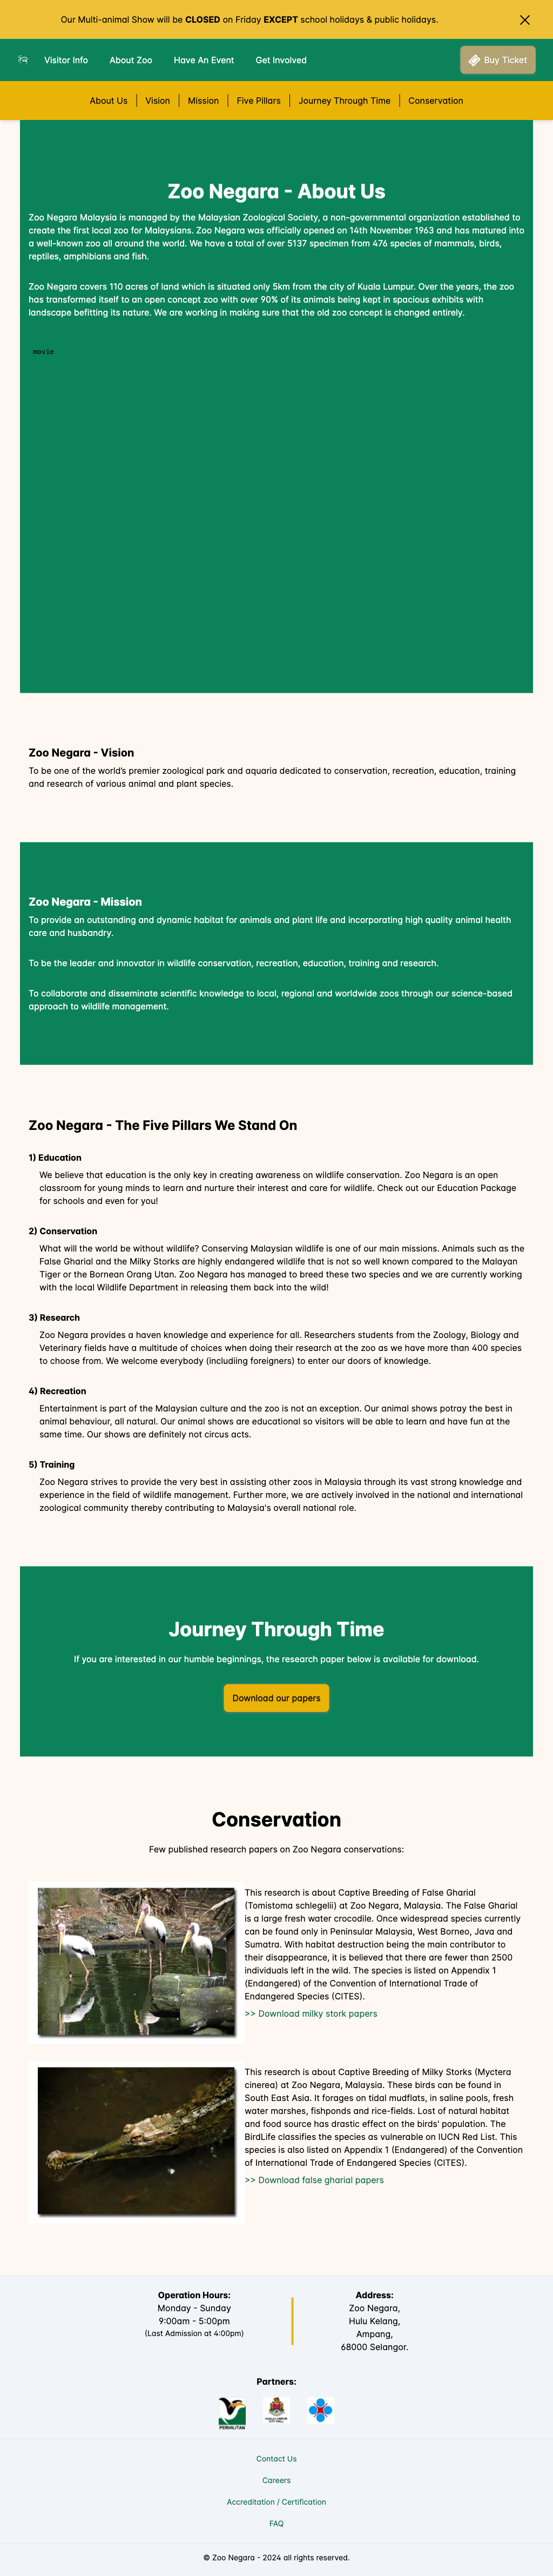 Our Multi-animal Show will be CLOSED on Friday EXCEPT school holidays & public holidays.
Visitor Info
About Zoo
Have An Event
Get Involved
Buy Ticket
About Us
Vision
Mission
Five Pillars
Journey Through Time
Conservation
Zoo Negara - About Us
Zoo Negara Malaysia is managed by the Malaysian Zoological Society, a non-governmental organization established to
create the first local zoo for Malaysians. Zoo Negara was officially opened on 14th November 1963 and has matured into
a well-known zoo all around the world. We have a total of over 5137 specimen from 476 species of mammals, birds,
reptiles, amphibians and fish.
Zoo Negara covers 110 acres of land which is situated only 5km from the city of Kuala Lumpur. Over the years, the zoo
has transformed itself to an open concept zoo with over 90% of its animals being kept in spacious exhibits with
landscape befitting its nature. We are working in making sure that the old zoo concept is changed entirely.
movie
Zoo Negara - Vision
To be one of the world's premier zoological park and aquaria dedicated to conservation, recreation, education, training
and research of various animal and plant species.
Zoo Negara - Mission
To provide an outstanding and dynamic habitat for animals and plant life and incorporating high quality animal health
care and husbandry.
To be the leader and innovator in wildlife conservation, recreation, education, training and research.
To collaborate and disseminate scientific knowledge to local, regional and worldwide zoos through our science-based
approach to wildlife management.
Zoo Negara - The Five Pillars We Stand On
1) Education
We believe that education is the only key in creating awareness on wildlife conservation. Zoo Negara is an open
classroom for young minds to learn and nurture their interest and care for wildlife. Check out our Education Package
for schools and even for you!
2) Conservation
What will the world be without wildlife? Conserving Malaysian wildlife is one of our main missions. Animals such as the
False Gharial and the Milky Storks are highly endangered wildlife that is not so well known compared to the Malayan
Tiger or the Bornean Orang Utan. Zoo Negara has managed to breed these two species and we are currently working
with the local Wildlife Department in releasing them back into the wild!
3) Research
Zoo Negara provides a haven knowledge and experience for all. Researchers students from the Zoology, Biology and
Veterinary fields have a multitude of choices when doing their research at the zoo as we have more than 400 species
to choose from. We welcome everybody (includiing foreigners) to enter our doors of knowledge.
4) Recreation
Entertainment is part of the Malaysian culture and the zoo is not an exception. Our animal shows potray the best in
animal behaviour, all natural. Our animal shows are educational so visitors will be able to learn and have fun at the
same time. Our shows are definitely not circus acts.
5) Training
Zoo Negara strives to provide the very best in assisting other zoos in Malaysia through its vast strong knowledge and
experience in the field of wildlife management. Further more, we are actively involved in the national and international
zoological community thereby contributing to Malaysia's overall national role.
Journey Through Time
If you are interested in our humble beginnings, the research paper below is available for download.
Download our papers
Conservation
Few published research papers on Zoo Negara conservations:
This research is about Captive Breeding of False Gharial
(Tomistoma schlegelii) at Zoo Negara, Malaysia. The False Gharial
is a large fresh water crocodile. Once widespread species currently
can be found only in Peninsular Malaysia, West Borneo, Java and
Sumatra. With habitat destruction being the main contributor to
their disappearance, it is believed that there are fewer than 2500
individuals left in the wild. The species is listed on Appendix 1
(Endangered) of the Convention of International Trade of
Endangered Species (CITES).
>> Download milky stork papers
This research is about Captive Breeding of Milky Storks (Myctera
cinerea) at Zoo Negara, Malaysia. These birds can be found in
South East Asia. It forages on tidal mudflats, in saline pools, fresh
water marshes, fishponds and rice-fields. Lost of natural habitat
and food source has drastic effect on the birds' population. The
BirdLife classifies the species as vulnerable on IUCN Red List. This
species is also listed on Appendix 1 (Endangered) of the Convention
of International Trade of Endangered Species (CITES).
>> Download false gharial papers
Operation Hours:
Monday - Sunday
9:00am - 5:00pm
(Last Admission at 4:00pm)
Address:
Zoo Negara,
Hulu Kelang,
Ampang,
68000 Selangor.
Partners:
PERHILITAN
KUALA LUMPUR
CITY HALL
Contact Us
Careers
Accreditation / Certification
FAQ
© Zoo Negara - 2024 all rights reserved.